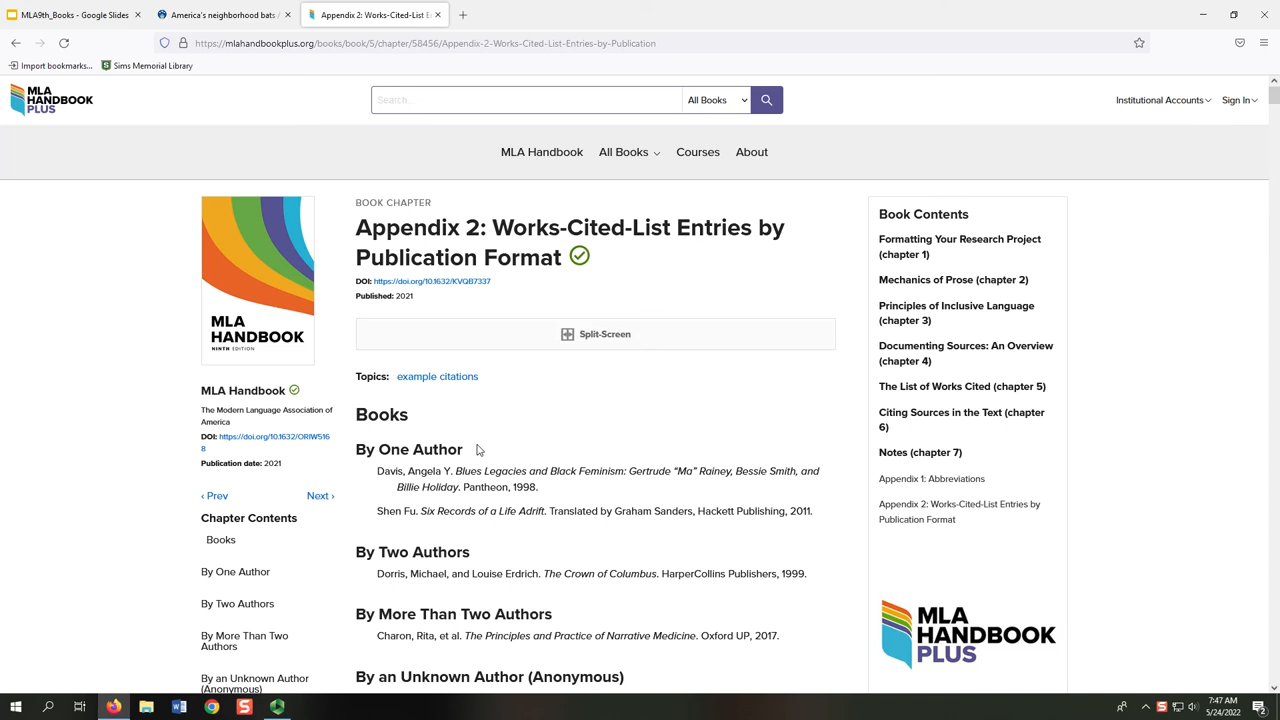 MLA9th_Books - Google Slides
America's neighborhood bats /
Appendix 2: Works-Cited-List En
https://mlahandbookplus.org/books/book/5/chapter/58456/Appendix-2-Works-Cited-List-Entries-by-Publication
Import bookmarks...
Sims Memorial Library
MLA
HANDBOOK
PLUS
Search...
All Books
Institutional Accounts
Sign In
MLA Handbook
All Books
Courses
About
MLA
HANDBOOK
NINTH EDITION
MLA Handbook
The Modern Language Association of
America
DOI: https://doi.org/10.1632/ORIW516
8
Publication date: 2021
‹ Prev
Next ›
Chapter Contents
Books
By One Author
By Two Authors
By More Than Two
Authors
By an Unknown Author
(Anonymous)
BOOK CHAPTER
Appendix 2: Works-Cited-List Entries by
Publication Format
DOI: https://doi.org/10.1632/KVQB7337
Published: 2021
Split-Screen
Topics: example citations
Books
By One Author
Davis, Angela Y. Blues Legacies and Black Feminism: Gertrude “Ma” Rainey, Bessie Smith, and
Billie Holiday. Pantheon, 1998.
Shen Fu. Six Records of a Life Adrift. Translated by Graham Sanders, Hackett Publishing, 2011.
By Two Authors
Dorris, Michael, and Louise Erdrich. The Crown of Columbus. HarperCollins Publishers, 1999.
By More Than Two Authors
Charon, Rita, et al. The Principles and Practice of Narrative Medicine. Oxford UP, 2017.
By an Unknown Author (Anonymous)
Book Contents
Formatting Your Research Project
(chapter 1)
Mechanics of Prose (chapter 2)
Principles of Inclusive Language
(chapter 3)
Documenting Sources: An Overview
(chapter 4)
The List of Works Cited (chapter 5)
Citing Sources in the Text (chapter
6)
Notes (chapter 7)
Appendix 1: Abbreviations
Appendix 2: Works-Cited-List Entries by
Publication Format
MLA
HANDBOOK
PLUS
7:47 AM
5/24/2022